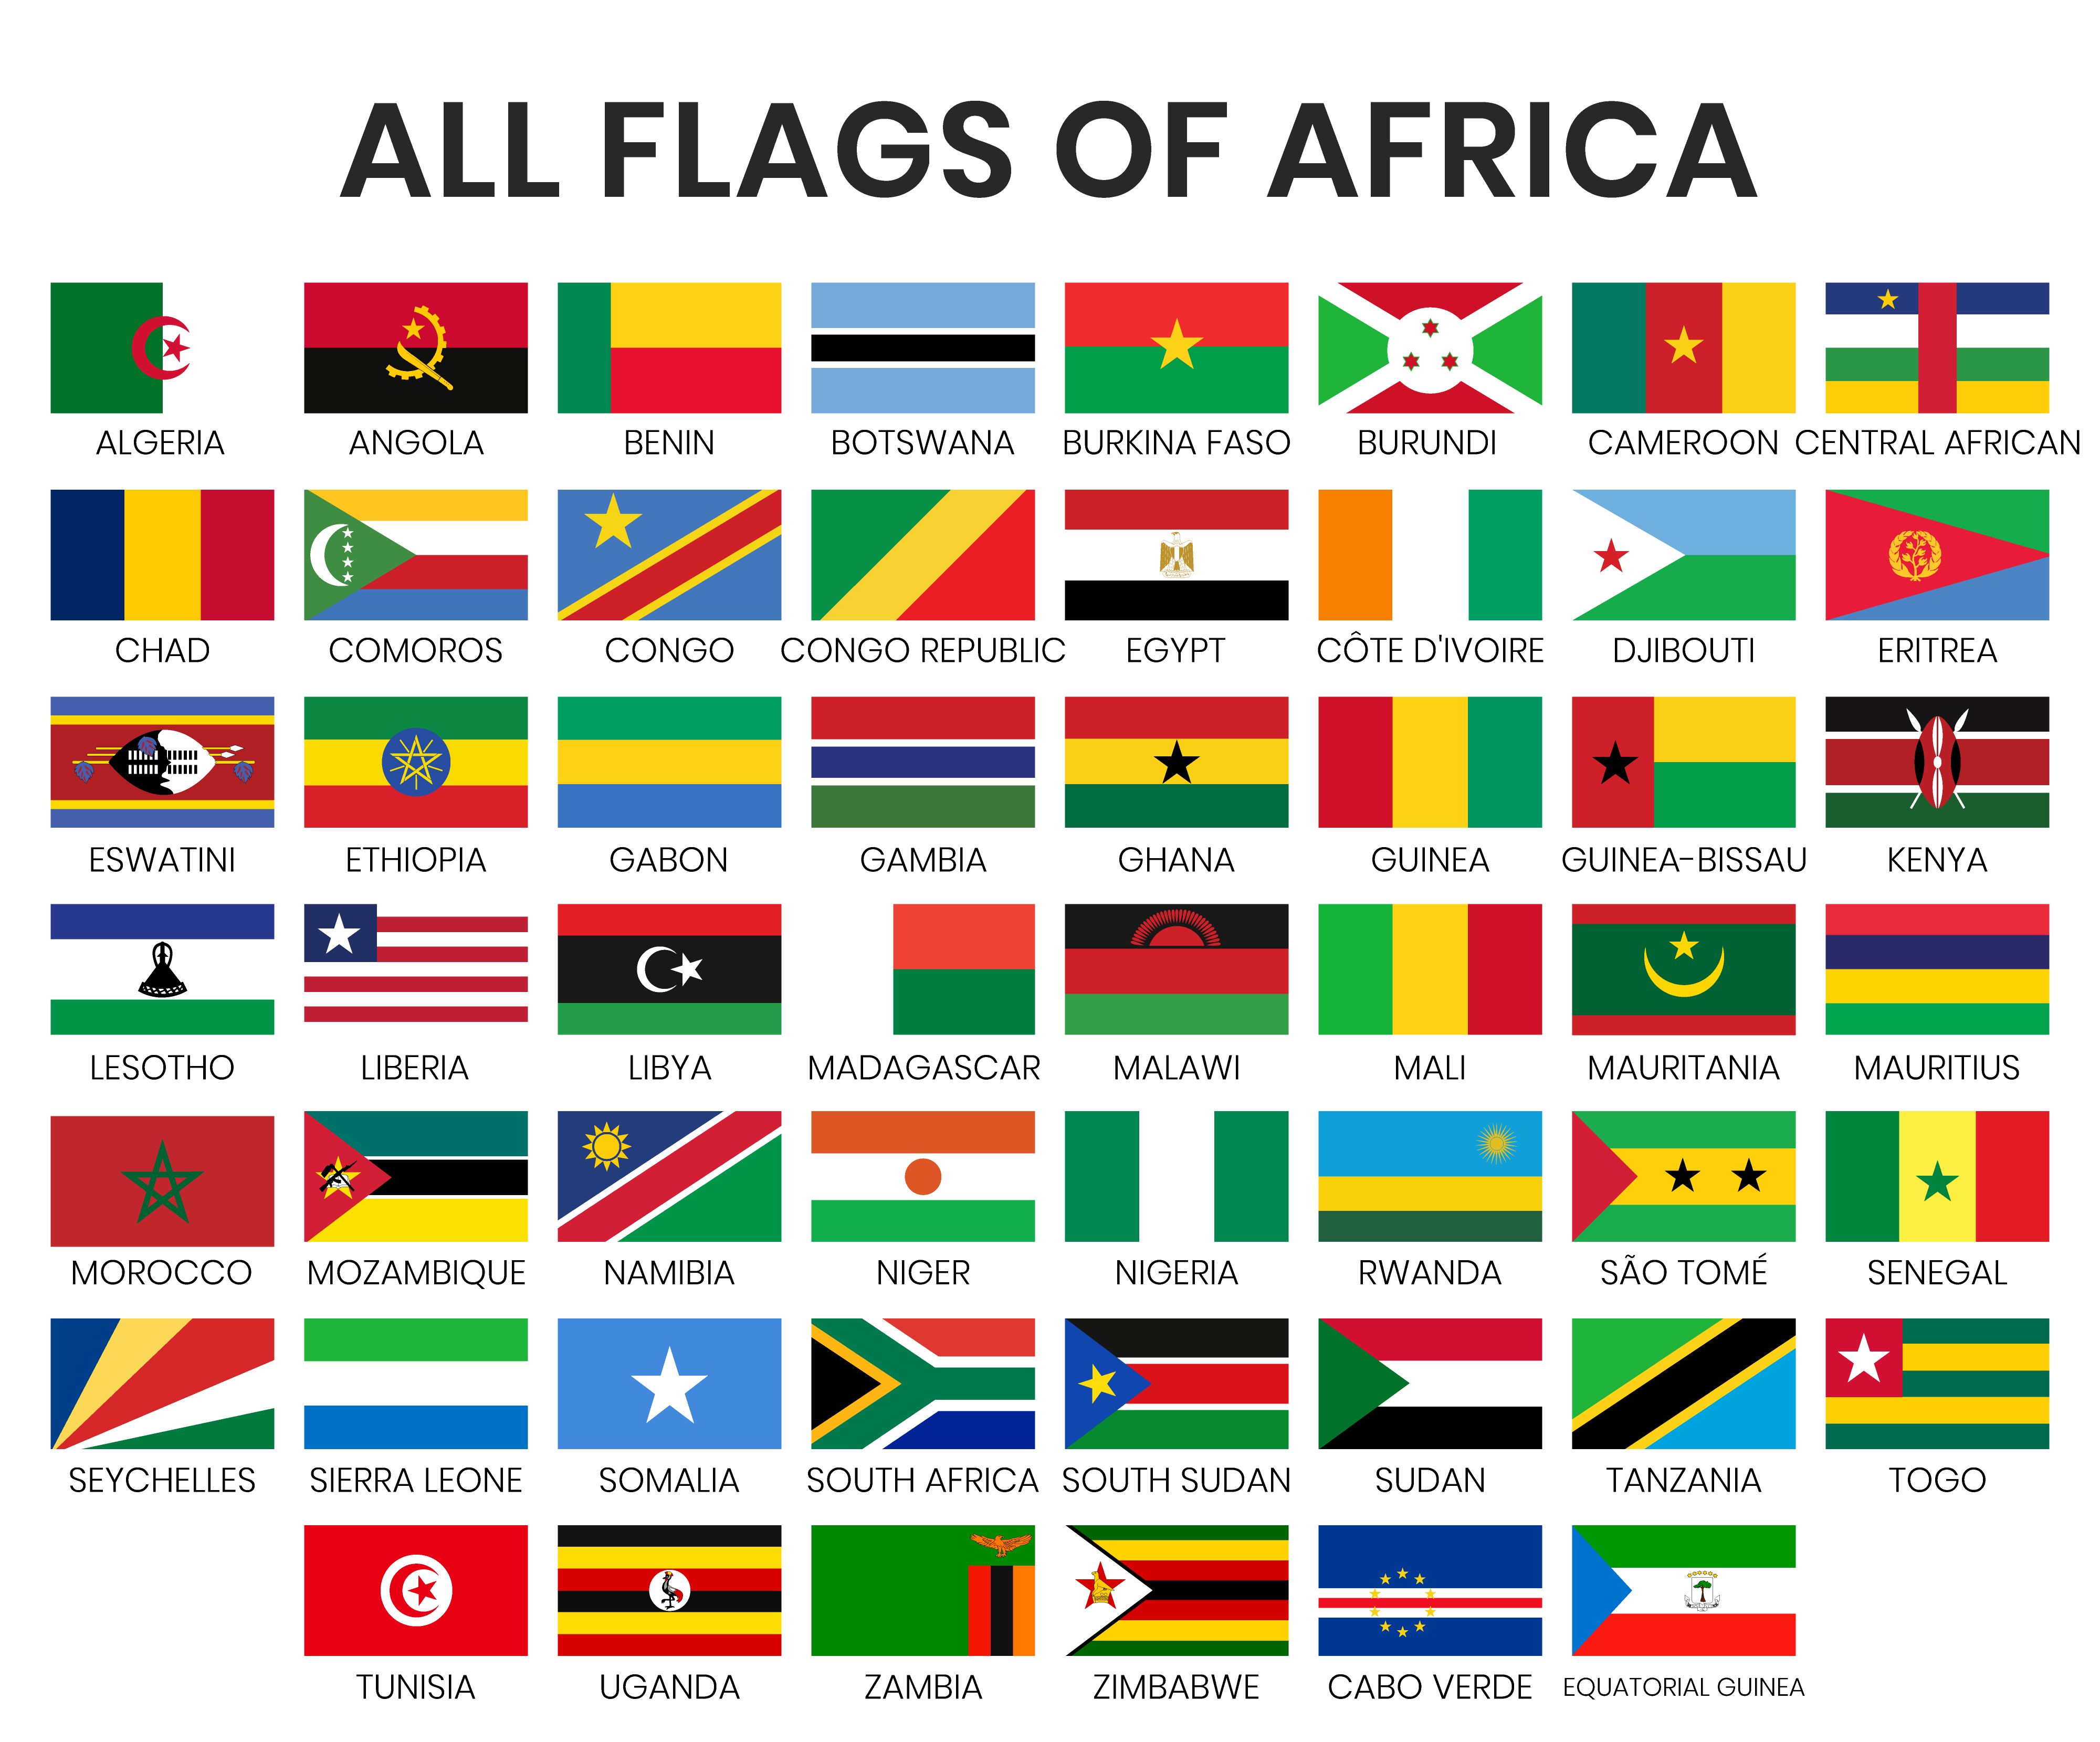 ALL FLAGS OF AFRICA
ALGERIA ANGOLA BENIN BOTSWANA BURKINA FASO BURUNDI CAMEROON CENTRAL AFRICAN
CHAD COMOROS CONGO CONGO REPUBLIC EGYPT CÔTE D'IVOIRE DJIBOUTI ERITREA
ESWATINI ETHIOPIA GABON GAMBIA GHANA GUINEA GUINEA-BISSAU KENYA
LESOTHO LIBERIA LIBYA MADAGASCAR MALAWI MALI MAURITANIA MAURITIUS
MOROCCO MOZAMBIQUE NAMIBIA NIGER NIGERIA RWANDA SÃO TOMÉ SENEGAL
SEYCHELLES SIERRA LEONE SOMALIA SOUTH AFRICA SOUTH SUDAN SUDAN TANZANIA TOGO
TUNISIA UGANDA ZAMBIA ZIMBABWE CABO VERDE EQUATORIAL GUINEA